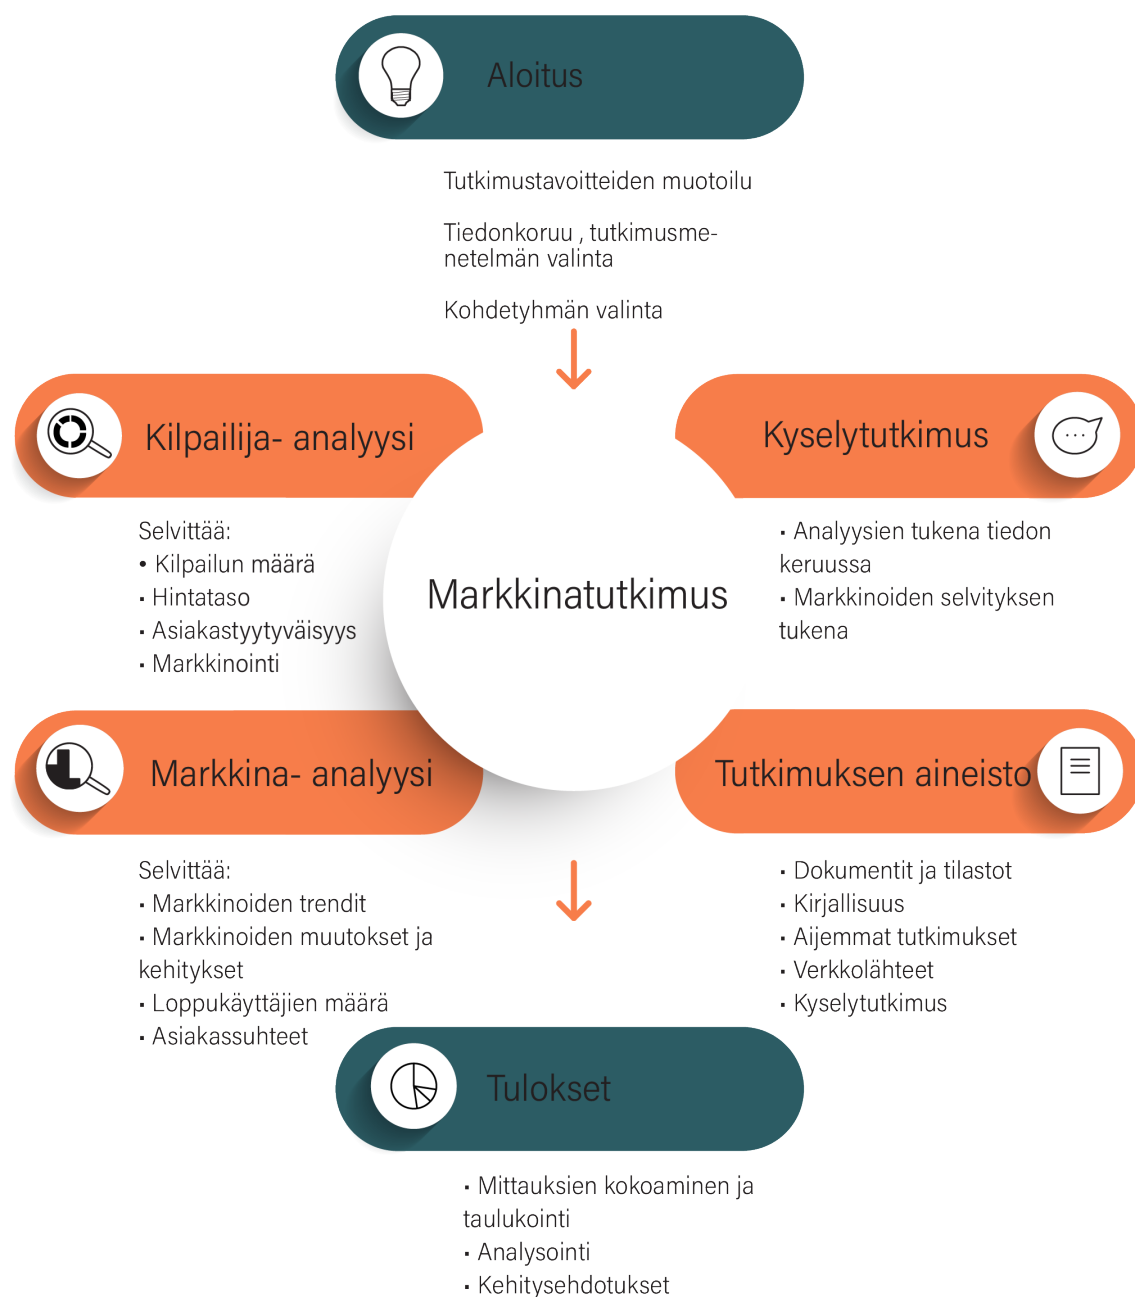 Aloitus
Tutkimustavoitteiden muotoilu
Tiedonkoruu , tutkimusme-
netelmän valinta
Kohdetyhmän valinta
Kilpailija- analyysi
Selvittää:
• Kilpailun määrä
• Hintataso
• Asiakastyytyväisyys
• Markkinointi
Kyselytutkimus
• Analyysien tukena tiedon
keruussa
• Markkinoiden selvityksen
tukena
Markkinatutkimus
Markkina- analyysi
Selvittää:
• Markkinoiden trendit
• Markkinoiden muutokset ja
kehitykset
• Loppukäyttäjien määrä
• Asiakassuhteet
Tutkimuksen aineisto
• Dokumentit ja tilastot
• Kirjallisuus
• Aijemmat tutkimukset
• Verkkolähteet
• Kyselytutkimus
Tulokset
• Mittauksien kokoaminen ja
taulukointi
• Analysointi
• Kehitysehdotukset